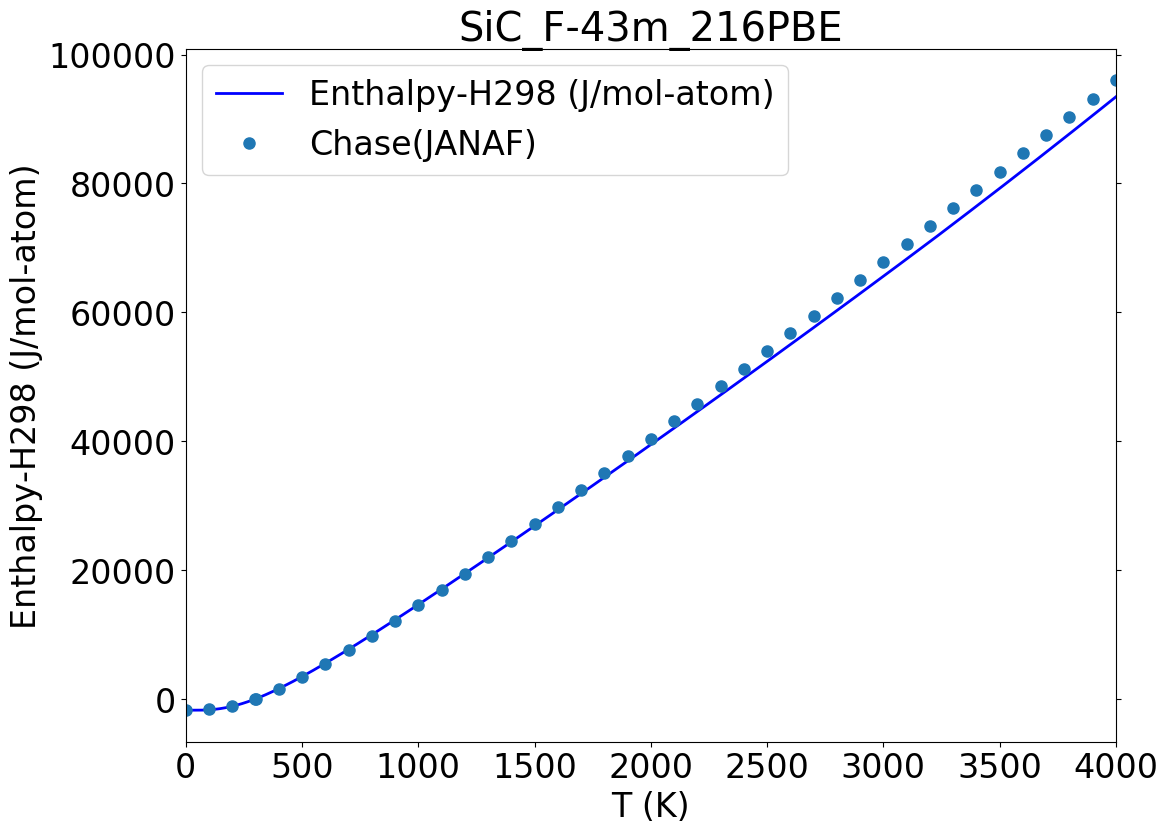 SiC_F-43m_216PBE
Enthalpy-H298 (J/mol-atom)
Chase(JANAF)
100000
80000
60000
40000
20000
0
Enthalpy-H298 (J/mol-atom)
0 500 1000 1500 2000 2500 3000 3500 4000
T (K)